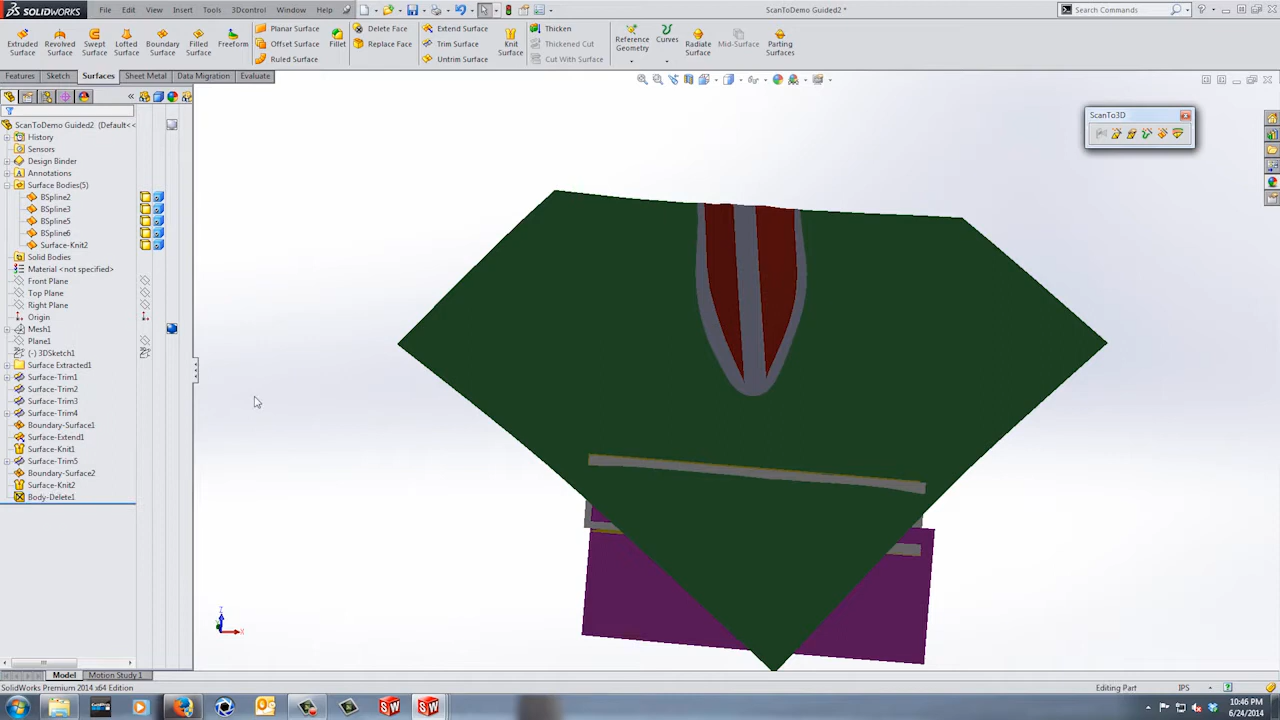 SOLIDWORKS File Edit View Insert Tools 3Dcontrol Window Help ScanToDemo Guided2 * Search Commands
Extruded Surface
Revolved Surface
Swept Surface
Lofted Surface
Boundary Surface
Filled Surface
Freeform
Planar Surface
Offset Surface
Ruled Surface
Fillet
Delete Face
Replace Face
Extend Surface
Trim Surface
Untrim Surface
Knit Surface
Thicken
Thickened Cut
Cut With Surface
Reference Geometry
Curves
Radiate Surface
Mid-Surface
Parting Surfaces
Features Sketch Surfaces Sheet Metal Data Migration Evaluate
ScanToDemo Guided2 (Default<<
History
Sensors
Design Binder
Annotations
Surface Bodies(5)
BSpline2
BSpline3
BSpline5
BSpline6
Surface-Knit2
Solid Bodies
Material <not specified>
Front Plane
Top Plane
Right Plane
Origin
Mesh1
Plane1
(-) 3DSketch1
Surface Extracted1
Surface-Trim1
Surface-Trim2
Surface-Trim3
Surface-Trim4
Boundary-Surface1
Surface-Extend1
Surface-Knit1
Surface-Trim5
Boundary-Surface2
Surface-Knit2
Body-Delete1
ScanTo3D
Z
X
Model Motion Study 1
SolidWorks Premium 2014 x64 Edition Editing Part IPS
10:46 PM
6/24/2014